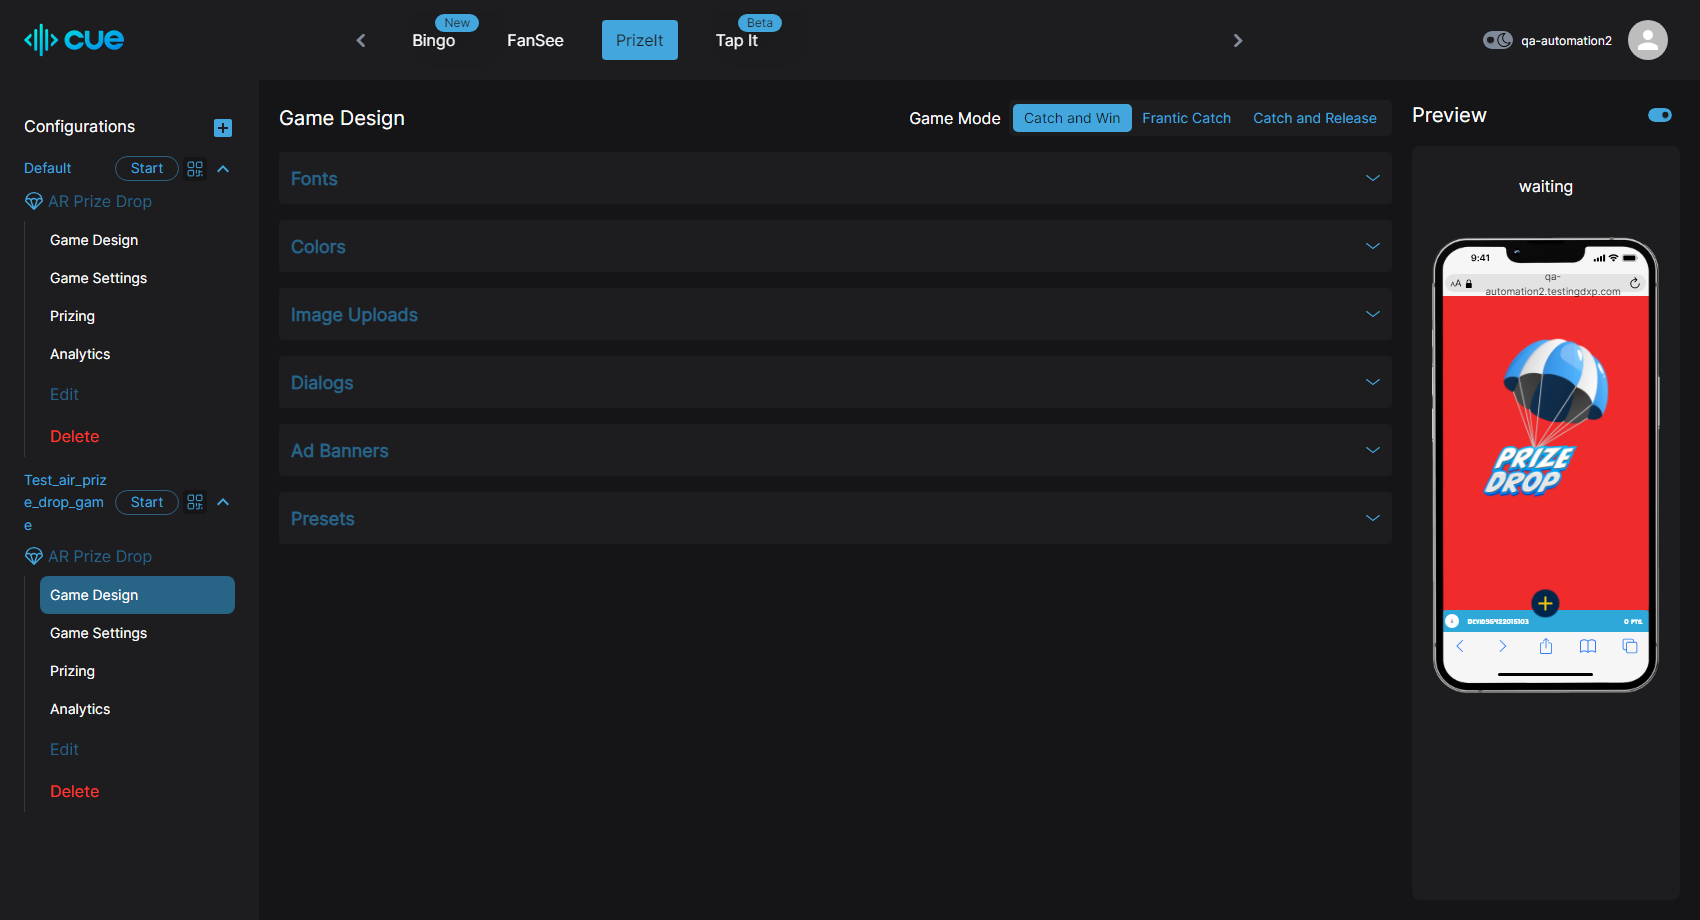 cue
New
Beta
Bingo
FanSee
PrizeIt
Tap It
qa-automation2
Configurations
Default
Start
AR Prize Drop
Game Design
Game Settings
Prizing
Analytics
Edit
Delete
Test_air_priz
e_drop_gam
e
Start
AR Prize Drop
Game Design
Game Settings
Prizing
Analytics
Edit
Delete
Game Design
Game Mode
Catch and Win
Frantic Catch
Catch and Release
Fonts
Colors
Image Uploads
Dialogs
Ad Banners
Presets
Preview
waiting
9:41
AA
qa-
automation2.testingdxp.com
PRIZE
DROP
0 PTS.